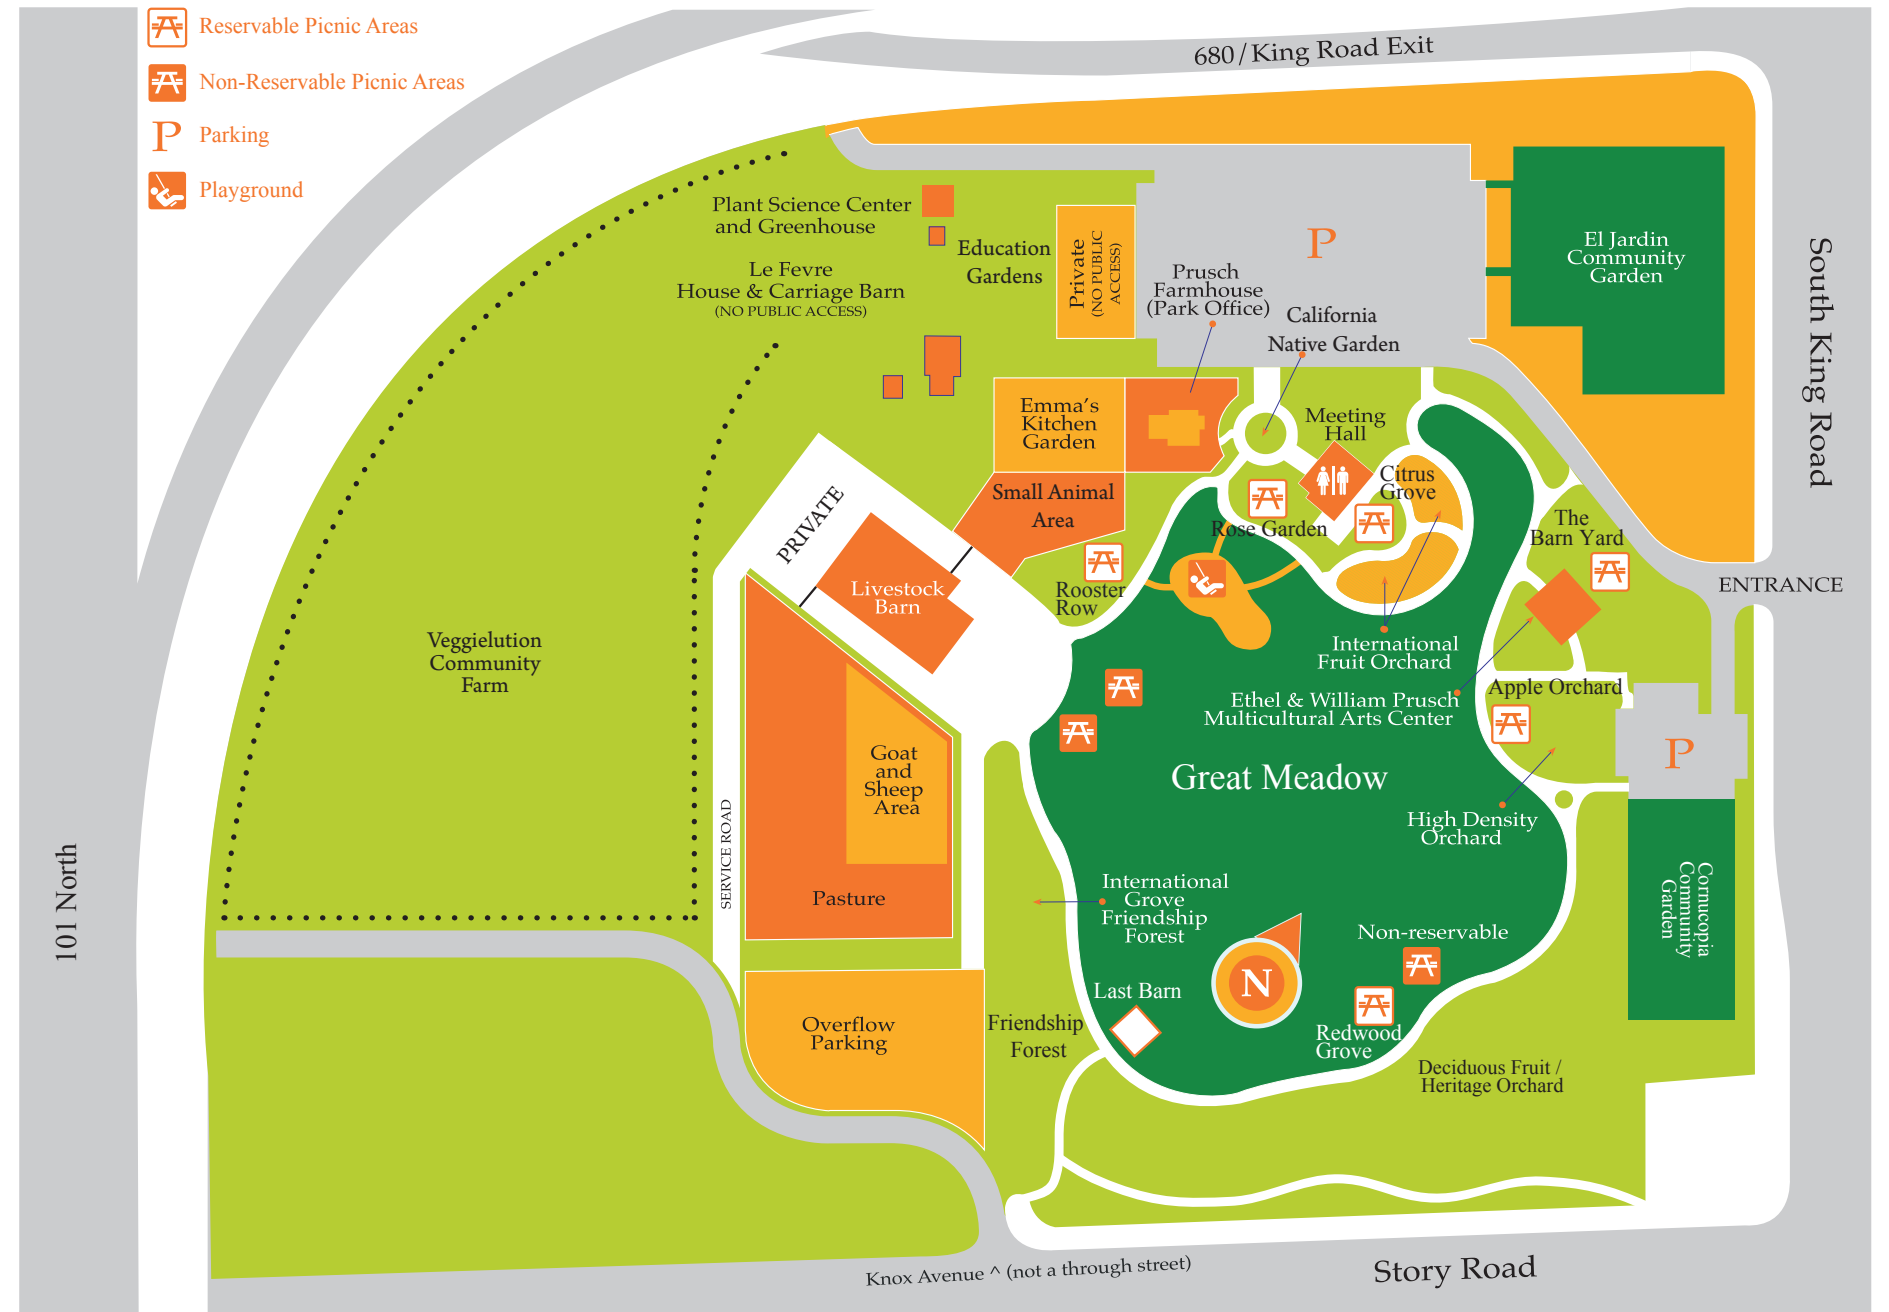 Reservable Picnic Areas
Non-Reservable Picnic Areas
P
Parking
Playground
680/King Road Exit
Plant Science Center
and Greenhouse
Education
Gardens
Le Fevre
House & Carriage Barn
(NO PUBLIC ACCESS)
Private
(NO PUBLIC
ACCESS)
P
Prusch
Farmhouse
(Park Office)
California
Native Garden
El Jardin
Community
Garden
South King Road
Emma's
Kitchen
Garden
Meeting
Hall
Citrus
Grove
Small Animal
Area
Rose Garden
The
Barn Yard
PRIVATE
Livestock
Barn
Rooster
Row
ENTRANCE
International
Fruit Orchard
Veggielution
Community
Farm
Ethel & William Prusch
Multicultural Arts Center
Apple Orchard
P
Goat
and
Sheep
Area
Great Meadow
High Density
Orchard
SERVICE ROAD
Pasture
International
Grove
Friendship
Forest
Cornucopia
Community
Garden
101 North
Non-reservable
N
Last Barn
Redwood
Grove
Overflow
Parking
Friendship
Forest
Deciduous Fruit /
Heritage Orchard
Knox Avenue ^ (not a through street)
Story Road